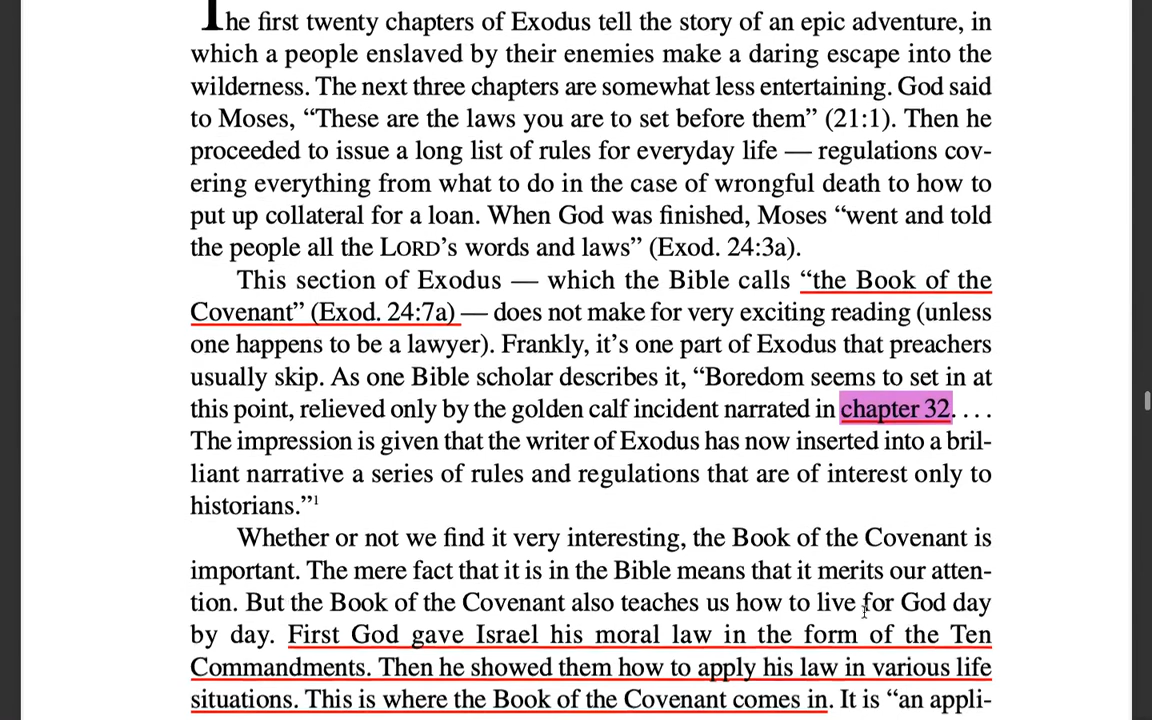 The first twenty chapters of Exodus tell the story of an epic adventure, in
which a people enslaved by their enemies make a daring escape into the
wilderness. The next three chapters are somewhat less entertaining. God said
to Moses, “These are the laws you are to set before them” (21:1). Then he
proceeded to issue a long list of rules for everyday life — regulations cov-
ering everything from what to do in the case of wrongful death to how to
put up collateral for a loan. When God was finished, Moses “went and told
the people all the LORD’s words and laws” (Exod. 24:3a).
This section of Exodus — which the Bible calls “the Book of the
Covenant” (Exod. 24:7a) — does not make for very exciting reading (unless
one happens to be a lawyer). Frankly, it’s one part of Exodus that preachers
usually skip. As one Bible scholar describes it, “Boredom seems to set in at
this point, relieved only by the golden calf incident narrated in chapter 32. . . .
The impression is given that the writer of Exodus has now inserted into a bril-
liant narrative a series of rules and regulations that are of interest only to
historians.”¹
Whether or not we find it very interesting, the Book of the Covenant is
important. The mere fact that it is in the Bible means that it merits our atten-
tion. But the Book of the Covenant also teaches us how to live for God day
by day. First God gave Israel his moral law in the form of the Ten
Commandments. Then he showed them how to apply his law in various life
situations. This is where the Book of the Covenant comes in. It is “an appli-